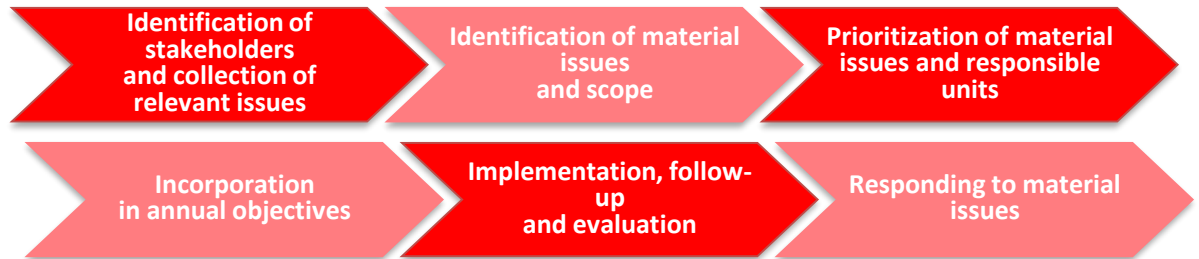 Identification of
stakeholders
and collection of
relevant issues
Identification of material
issues
and scope
Prioritization of material
issues and responsible
units
Incorporation
in annual objectives
Implementation, follow-
up
and evaluation
Responding to material
issues